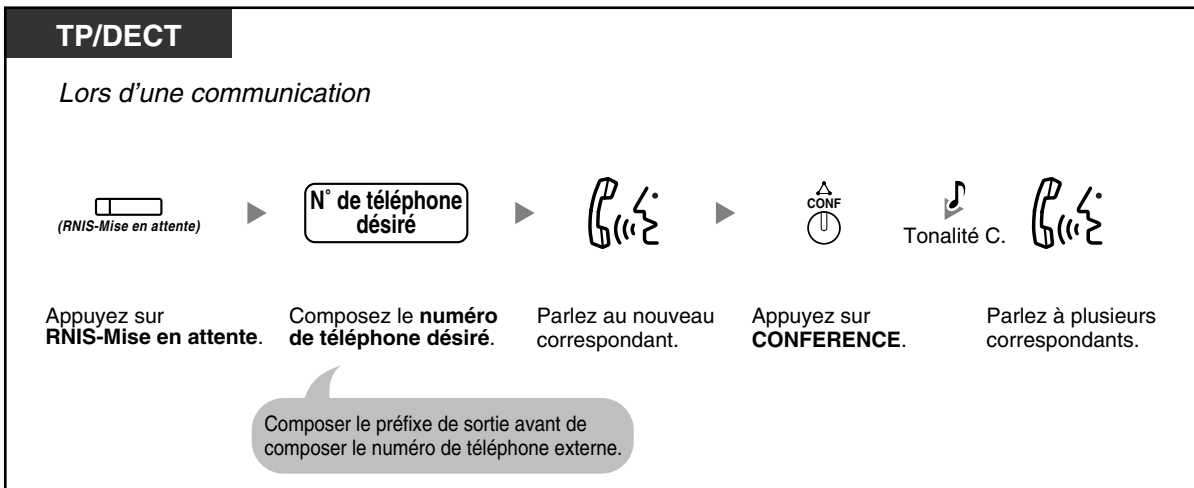 TP/DECT
Lors d'une communication
(RNIS-Mise en attente)
N° de téléphone
désiré
CONF
Tonalité C.
Appuyez sur
RNIS-Mise en attente.
Composez le numéro
de téléphone désiré.
Parlez au nouveau
correspondant.
Appuyez sur
CONFERENCE.
Parlez à plusieurs
correspondants.
Composer le préfixe de sortie avant de
composer le numéro de téléphone externe.